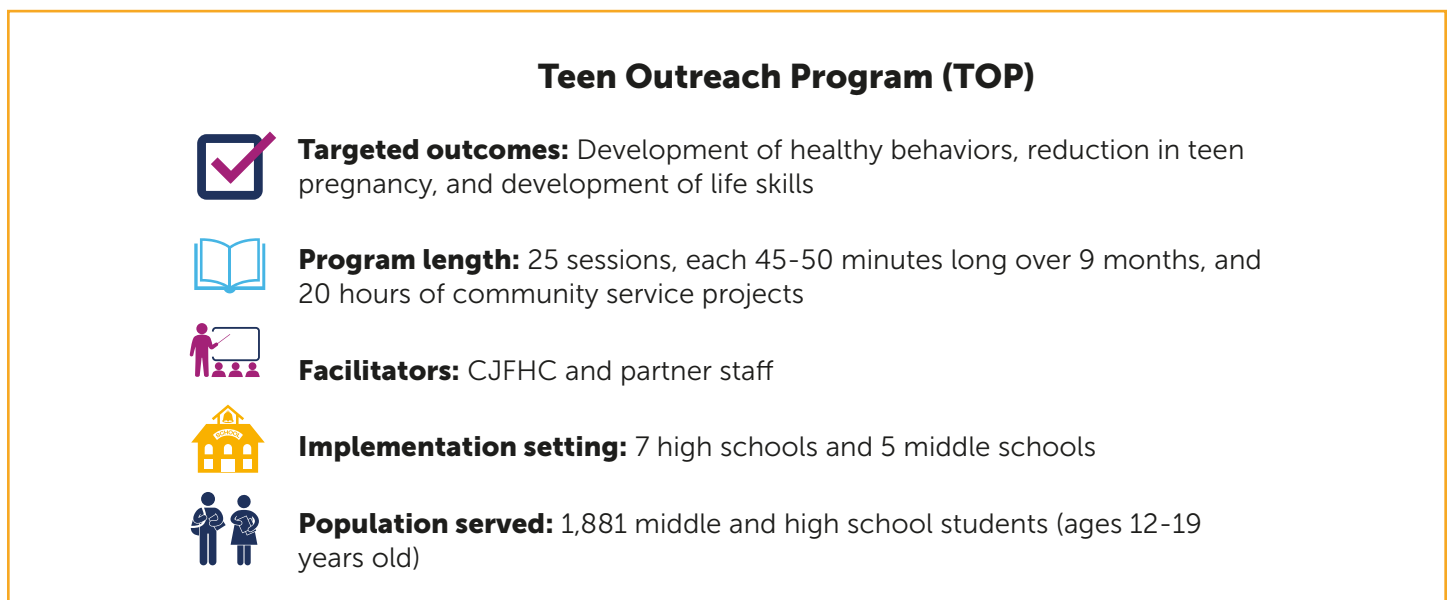 Teen Outreach Program (TOP)
Targeted outcomes: Development of healthy behaviors, reduction in teen
pregnancy, and development of life skills
Program length: 25 sessions, each 45-50 minutes long over 9 months, and
20 hours of community service projects
Facilitators: CJFHC and partner staff
SCHOOL
Implementation setting: 7 high schools and 5 middle schools
Population served: 1,881 middle and high school students (ages 12-19
years old)